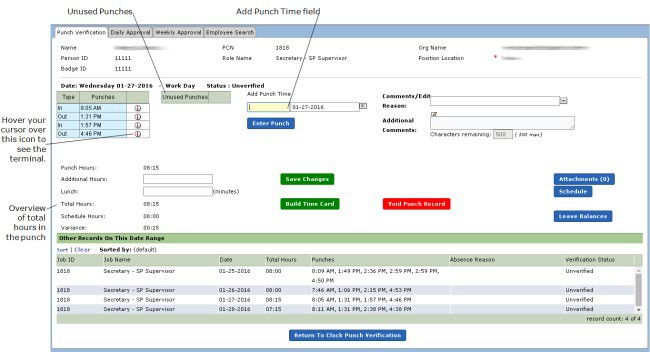 Unused Punches
Add Punch Time field
Punch Verification Daily Approval Weekly Approval Employee Search
Name PCN 1818 Org Name
Person ID 11111 Role Name Secretary - SP Supervisor Position Location *
Badge ID 11111
Date: Wednesday 01-27-2016 Work Day Status : Unverified
Type Punches
In 8:05 AM
Out 1:31 PM
In 1:57 PM
Out 4:46 PM
Unused Punches
Add Punch Time:
01-27-2016
Enter Punch
Comments/Edit
Reason:
Additional
Comments:
Characters remaining: 500 ( 500 max)
Hover your
cursor over
this icon to
see the
terminal.
Punch Hours: 08:15
Additional Hours:
Lunch: (minutes)
Total Hours: 08:15
Schedule Hours: 08:00
Variance: 00:15
Save Changes
Build Time Card
Void Punch Record
Attachments (0)
Schedule
Leave Balances
Overview
of total
hours in
the punch
Other Records On This Date Range
Sort | Clear Sorted by: (default)
Job ID Job Name Date Total Hours Punches Absence Reason Verification Status
1818 Secretary - SP Supervisor 01-25-2016 08:00 8:09 AM, 1:49 PM, 2:36 PM, 2:59 PM, 2:59 PM, Unverified
4:50 PM
1818 Secretary - SP Supervisor 01-26-2016 08:00 7:46 AM, 1:06 PM, 2:15 PM, 4:53 PM Unverified
1818 Secretary - SP Supervisor 01-27-2016 08:15 8:05 AM, 1:31 PM, 1:57 PM, 4:46 PM Unverified
1818 Secretary - SP Supervisor 01-28-2016 07:15 8:11 AM, 1:31 PM, 2:38 PM, 4:38 PM Unverified
record count: 4 of 4
Return To Clock Punch Verification